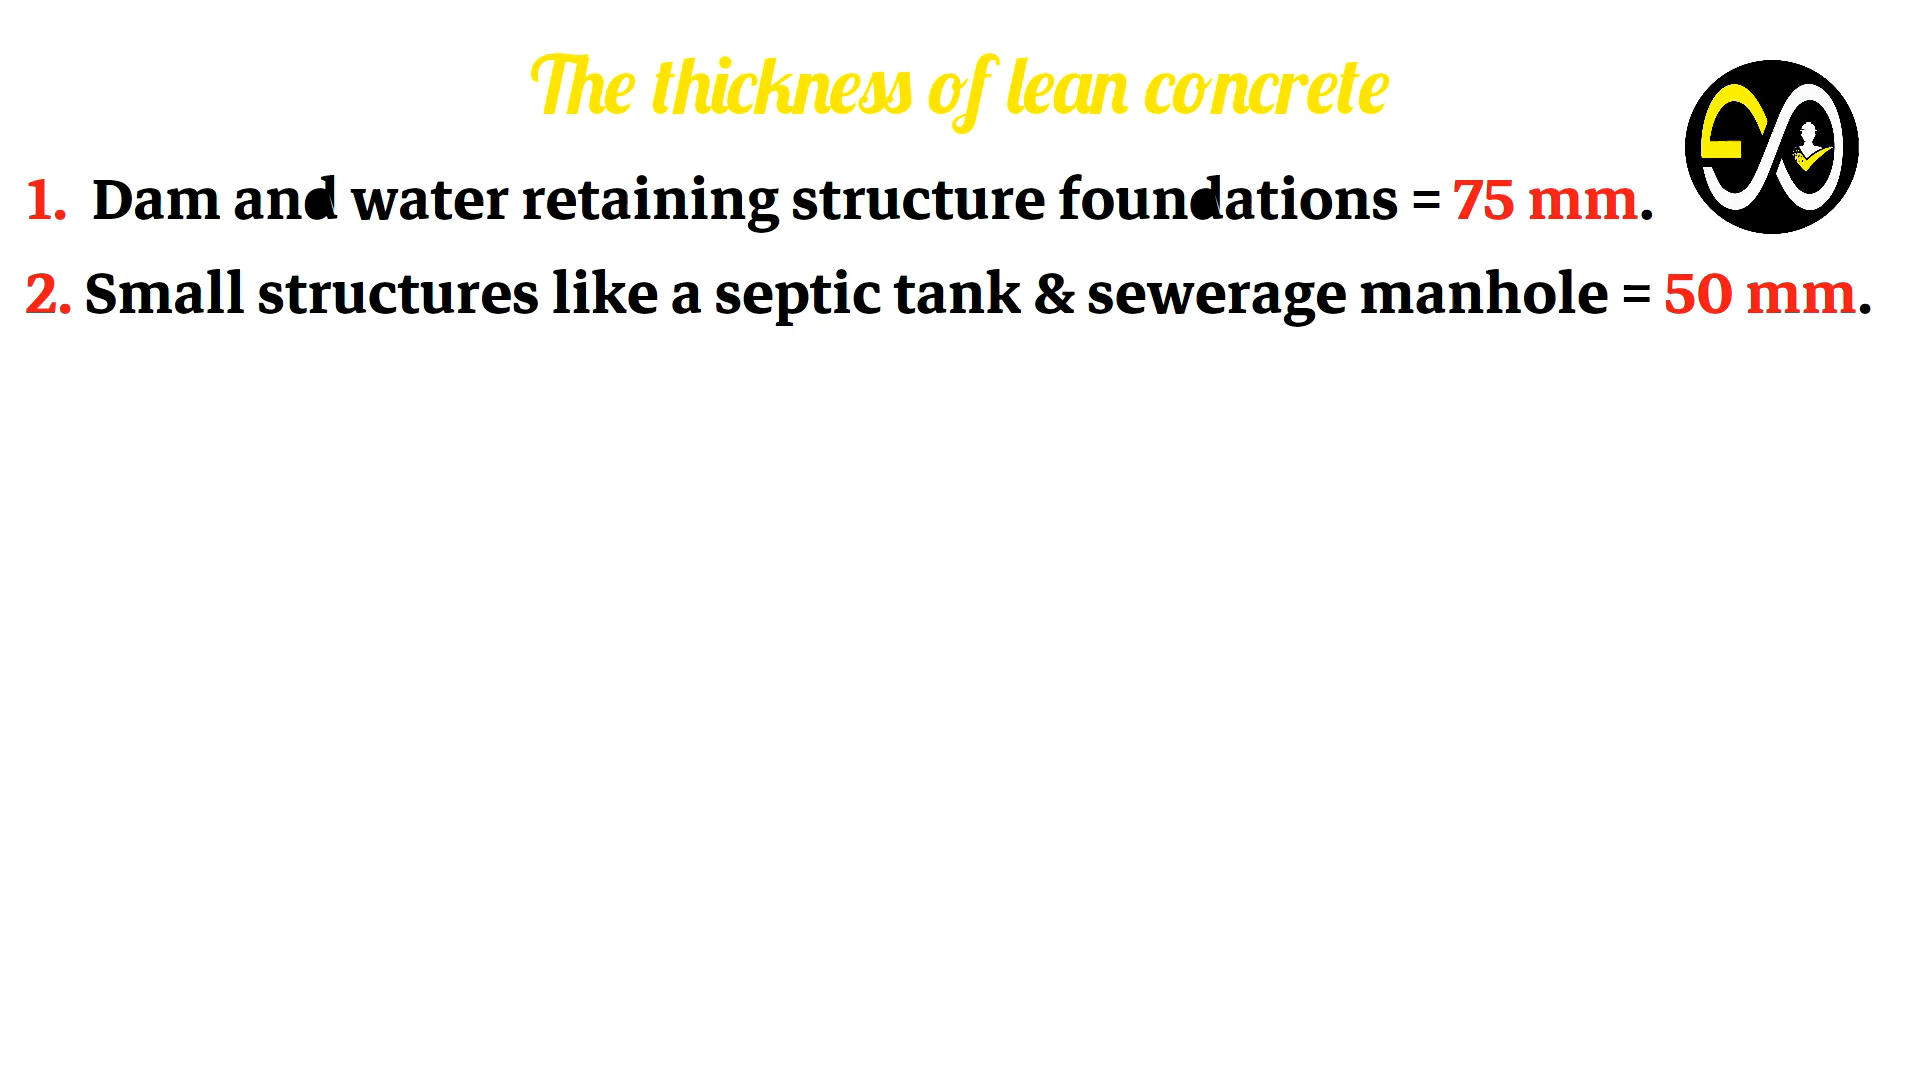 The thickness of lean concrete
1. Dam and water retaining structure foundations = 75 mm.
2. Small structures like a septic tank & sewerage manhole = 50 mm.